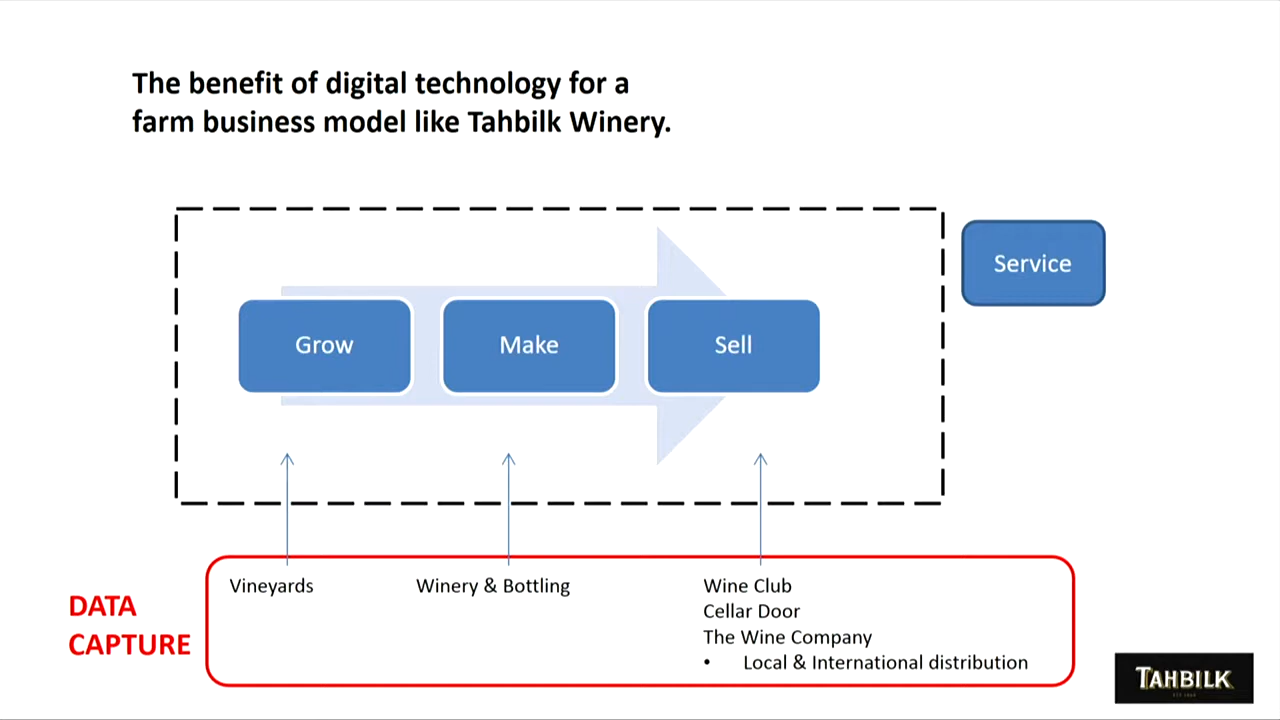 The benefit of digital technology for a
farm business model like Tahbilk Winery.
Service
Grow
Make
Sell
DATA
CAPTURE
Vineyards
Winery & Bottling
Wine Club
Cellar Door
The Wine Company
• Local & International distribution
TAHBILK